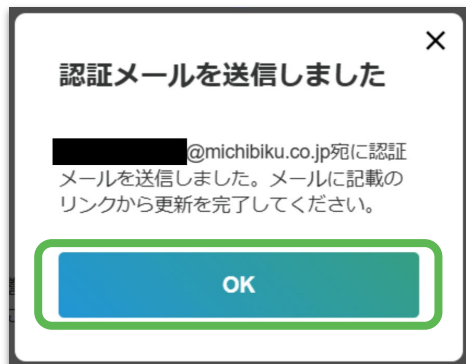 認証メールを送信しました
@michibiku.co.jp宛に認証
メールを送信しました。メールに記載の
リンクから更新を完了してください。
OK